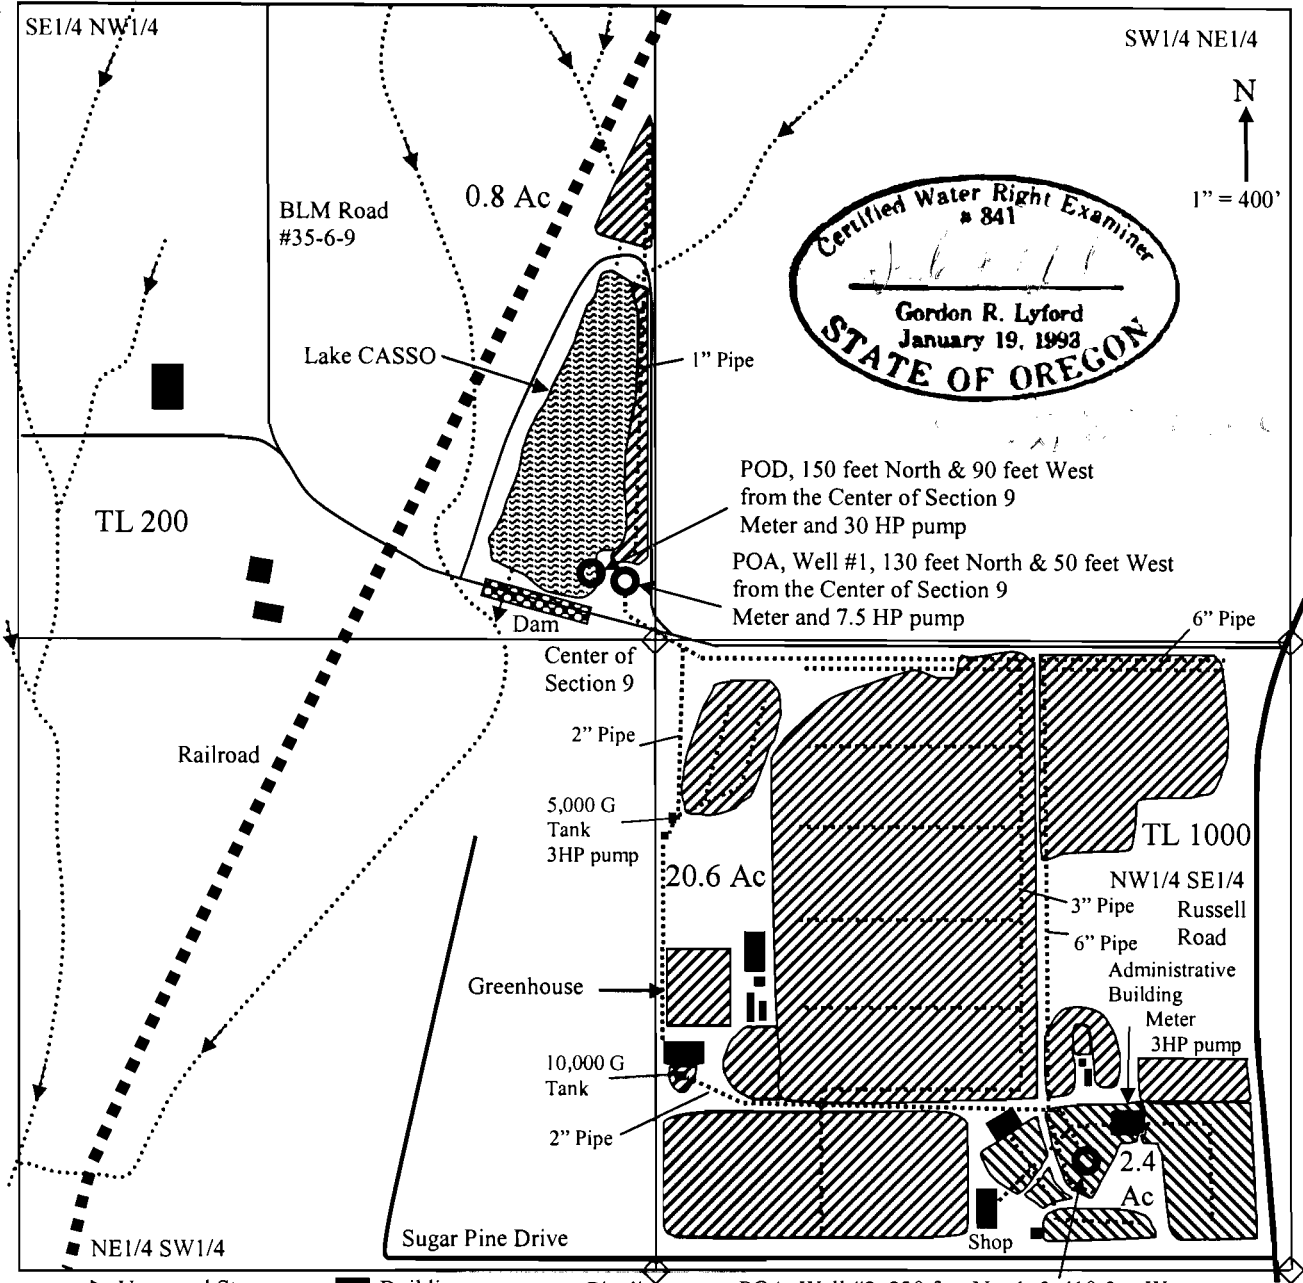 SE1/4 NW1/4
SW1/4 NE1/4
N
1" = 400'
0.8 Ac
BLM Road
#35-6-9
Certified Water Right Examiner
# 841
Gordon R. Lyford
January 19, 1993
STATE OF OREGON
Lake CASSO
1" Pipe
TL 200
POD, 150 feet North & 90 feet West
from the Center of Section 9
Meter and 30 HP pump
POA, Well #1, 130 feet North & 50 feet West
from the Center of Section 9
Meter and 7.5 HP pump
Dam
6" Pipe
Center of
Section 9
2" Pipe
Railroad
5,000 G
Tank
3HP pump
TL 1000
20.6 Ac
NW1/4 SE1/4
3" Pipe
Russell
Road
6" Pipe
Administrative
Building
Meter
3HP pump
Greenhouse
10,000 G
Tank
2" Pipe
2.4
Ac
Sugar Pine Drive
Shop
NE1/4 SW1/4